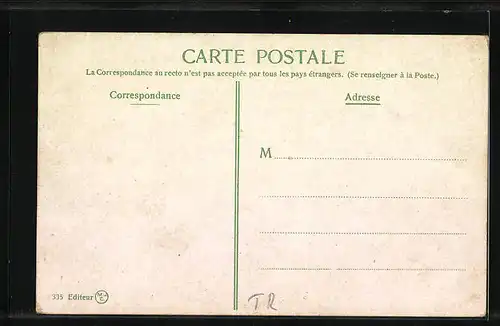 CARTE POSTALE
La Correspondance au recto n'est pas acceptée par tous les pays étrangers. (Se renseigner à la Poste.)
Correspondance
Adresse
M
335 Editeur
TR